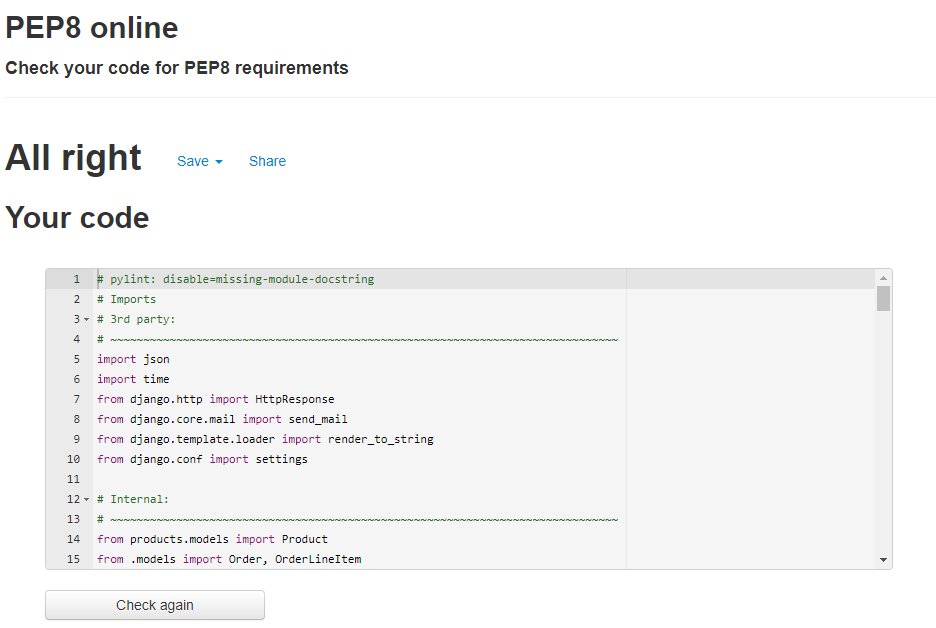 PEP8 online
Check your code for PEP8 requirements
All right Save Share
Your code
1 # pylint: disable=missing-module-docstring
2 # Imports
3 # 3rd party:
4 # ~~~~~~~~~~~~~~~~~~~~~~~~~~~~~~~~~~~~~~~~~~~~~~~~~~~~~~~~~~~~~~~~~~~~~~~~~~~~~
5 import json
6 import time
7 from django.http import HttpResponse
8 from django.core.mail import send_mail
9 from django.template.loader import render_to_string
10 from django.conf import settings
11
12 # Internal:
13 # ~~~~~~~~~~~~~~~~~~~~~~~~~~~~~~~~~~~~~~~~~~~~~~~~~~~~~~~~~~~~~~~~~~~~~~~~~~~~~
14 from products.models import Product
15 from .models import Order, OrderLineItem
Check again